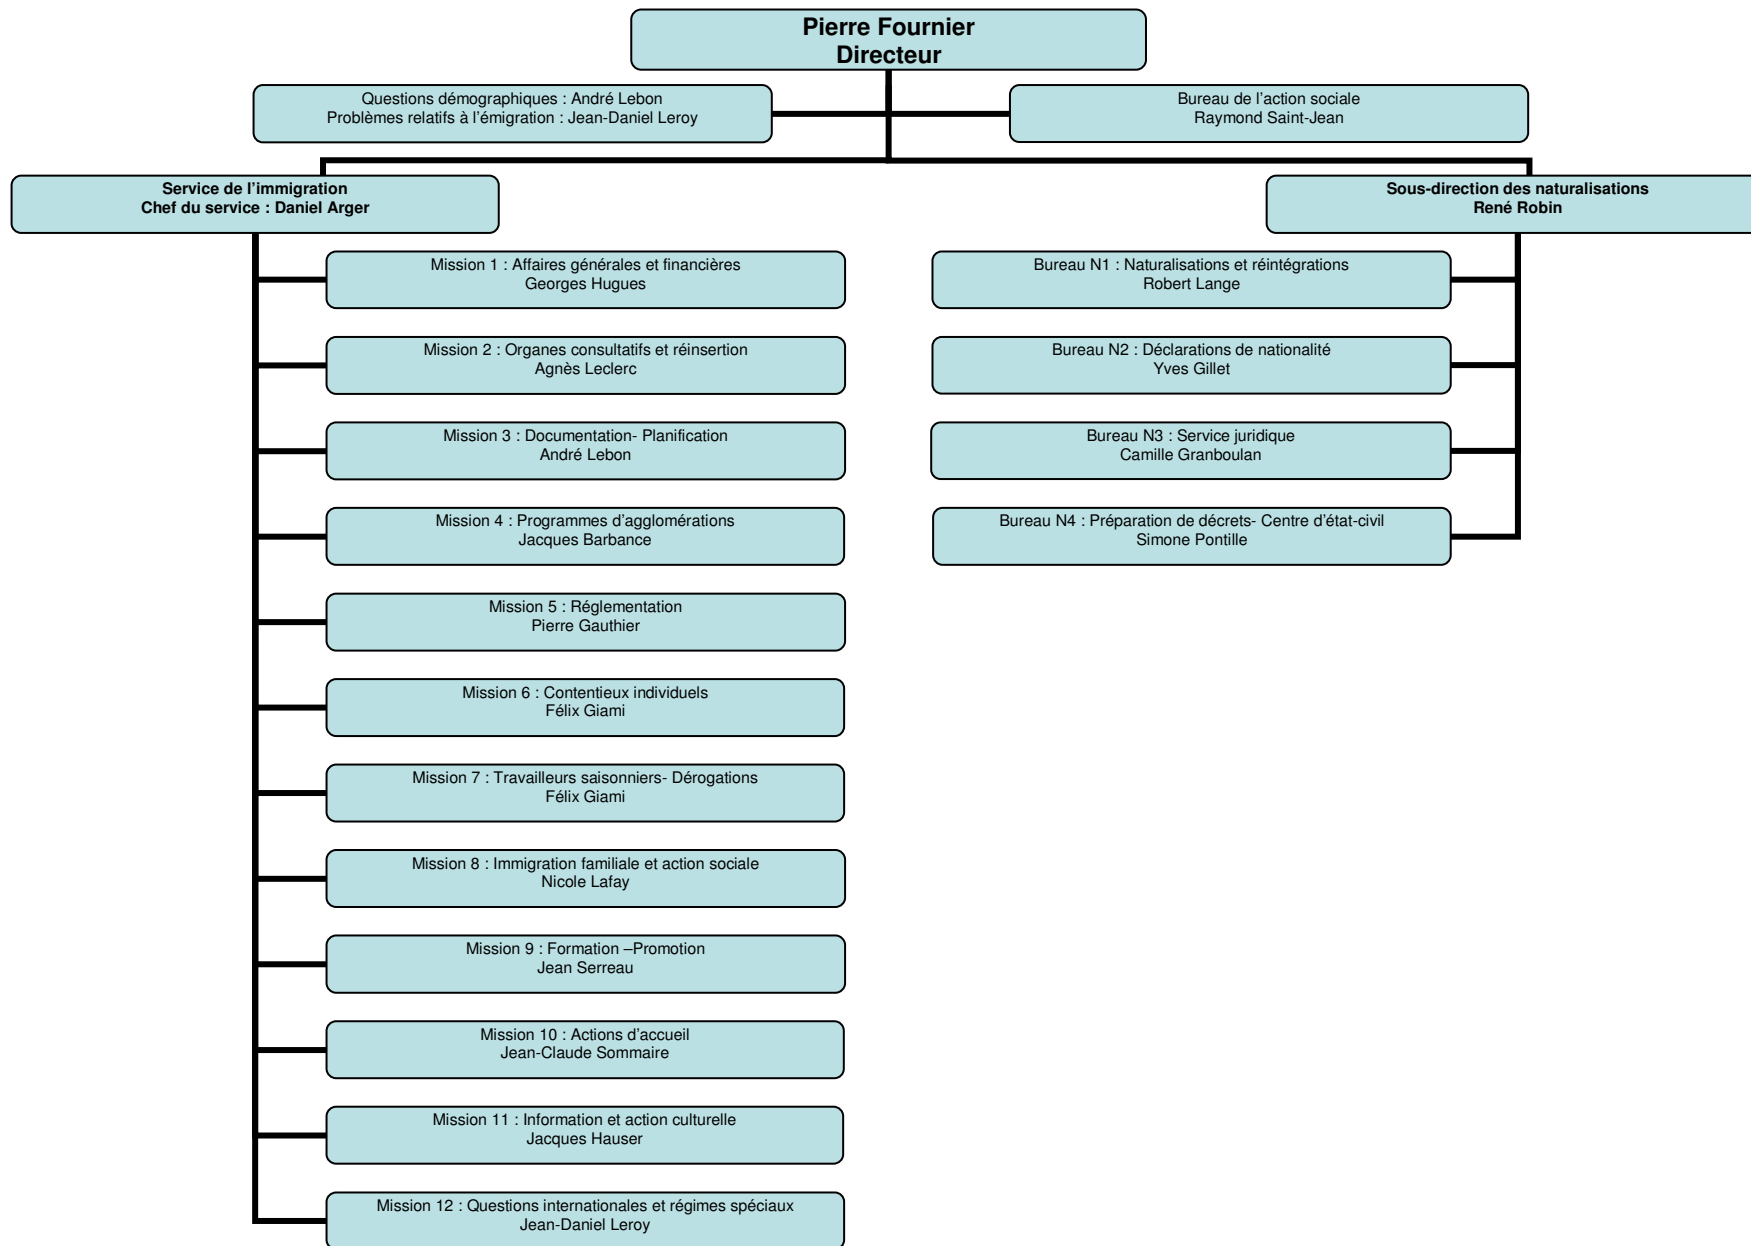 Pierre Fournier
Directeur
Questions démographiques : André Lebon
Problèmes relatifs à l’émigration : Jean-Daniel Leroy
Bureau de l’action sociale
Raymond Saint-Jean
Service de l’immigration
Chef du service : Daniel Arger
Sous-direction des naturalisations
René Robin
Mission 1 : Affaires générales et financières
Georges Hugues
Mission 2 : Organes consultatifs et réinsertion
Agnès Leclerc
Mission 3 : Documentation- Planification
André Lebon
Mission 4 : Programmes d’agglomérations
Jacques Barbance
Mission 5 : Réglementation
Pierre Gauthier
Mission 6 : Contentieux individuels
Félix Giami
Mission 7 : Travailleurs saisonniers- Dérogations
Félix Giami
Mission 8 : Immigration familiale et action sociale
Nicole Lafay
Mission 9 : Formation –Promotion
Jean Serreau
Mission 10 : Actions d’accueil
Jean-Claude Sommaire
Mission 11 : Information et action culturelle
Jacques Hauser
Mission 12 : Questions internationales et régimes spéciaux
Jean-Daniel Leroy
Bureau N1 : Naturalisations et réintégrations
Robert Lange
Bureau N2 : Déclarations de nationalité
Yves Gillet
Bureau N3 : Service juridique
Camille Granboulan
Bureau N4 : Préparation de décrets- Centre d’état-civil
Simone Pontille